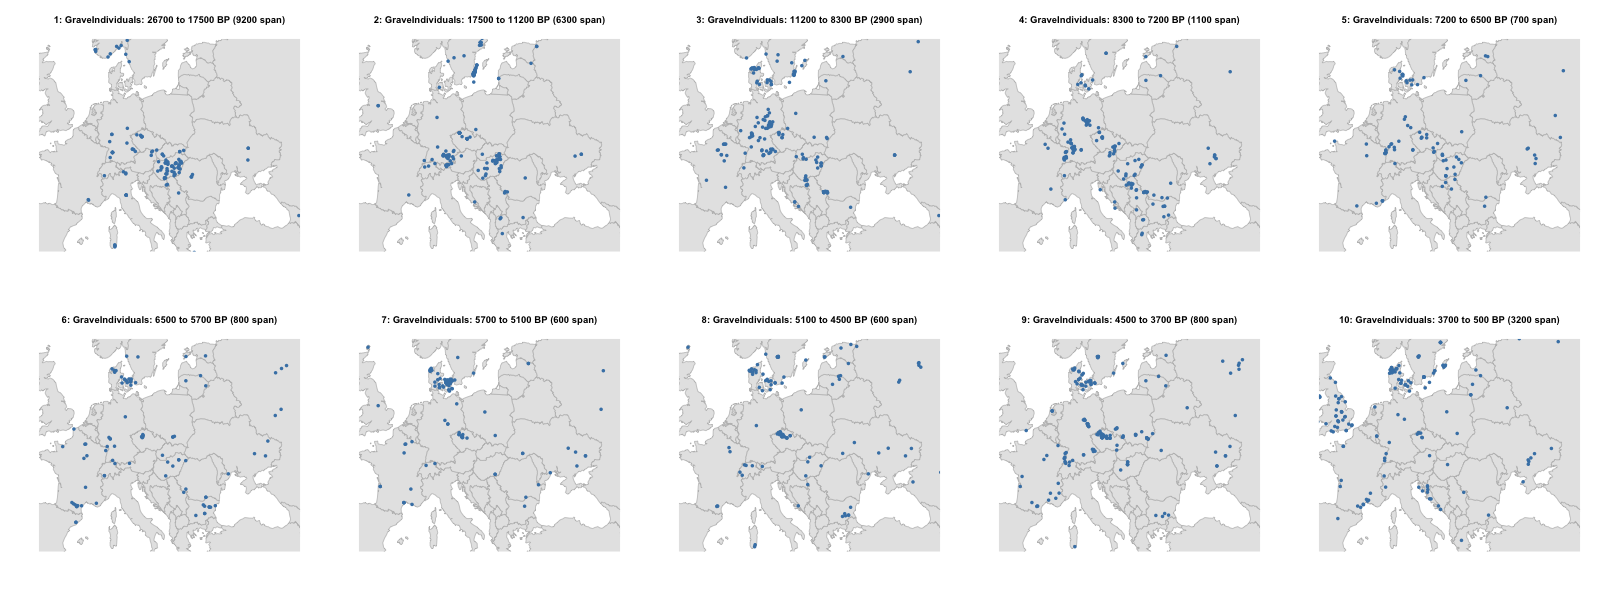 1: GraveIndividuals: 26700 to 17500 BP (9200 span)
2: GraveIndividuals: 17500 to 11200 BP (6300 span)
3: GraveIndividuals: 11200 to 8300 BP (2900 span)
4: GraveIndividuals: 8300 to 7200 BP (1100 span)
5: GraveIndividuals: 7200 to 6500 BP (700 span)
6: GraveIndividuals: 6500 to 5700 BP (800 span)
7: GraveIndividuals: 5700 to 5100 BP (600 span)
8: GraveIndividuals: 5100 to 4500 BP (600 span)
9: GraveIndividuals: 4500 to 3700 BP (800 span)
10: GraveIndividuals: 3700 to 500 BP (3200 span)